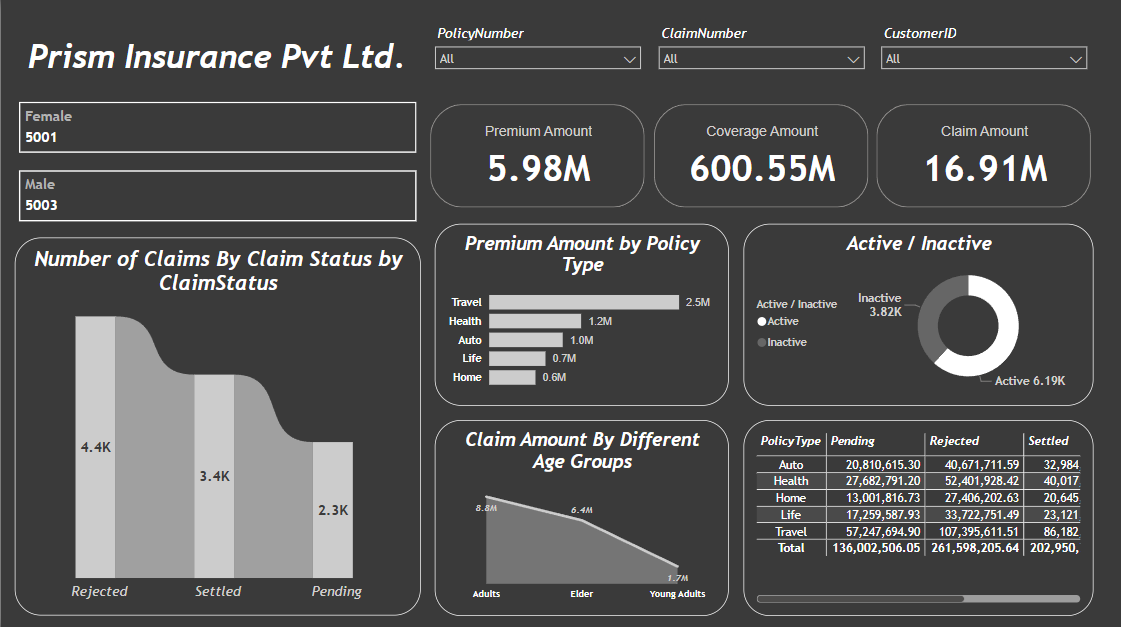 Prism Insurance Pvt Ltd.
PolicyNumber
All
ClaimNumber
All
CustomerID
All
Female
5001
Male
5003
Premium Amount
5.98M
Coverage Amount
600.55M
Claim Amount
16.91M
Number of Claims By Claim Status by
ClaimStatus
4.4K
3.4K
2.3K
Rejected
Settled
Pending
Premium Amount by Policy
Type
Travel 2.5M
Health 1.2M
Auto 1.0M
Life 0.7M
Home 0.6M
Active / Inactive
Active / Inactive
Active
Inactive
Inactive
3.82K
Active 6.19K
Claim Amount By Different
Age Groups
8.8M
6.4M
1.7M
Adults
Elder
Young Adults
PolicyType Pending Rejected Settled
Auto 20,810,615.30 40,671,711.59 32,984
Health 27,682,791.20 52,401,928.42 40,017
Home 13,001,816.73 27,406,202.63 20,645
Life 17,259,587.93 33,722,751.49 23,121
Travel 57,247,694.90 107,395,611.51 86,182
Total 136,002,506.05 261,598,205.64 202,950,